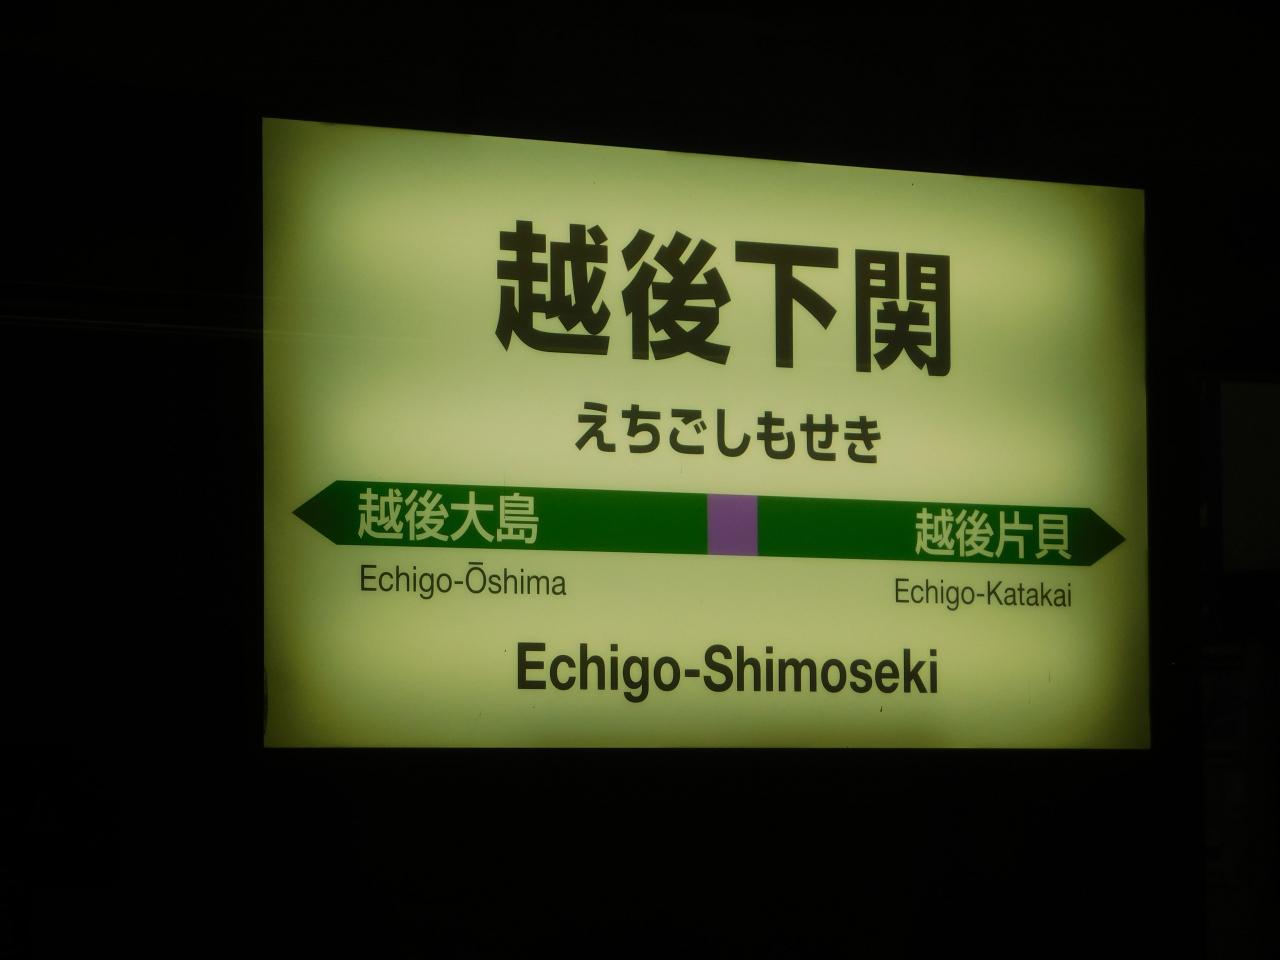 越後下関
えちごしもせき
越後大島 越後片貝
Echigo-Ōshima Echigo-Katakai
Echigo-Shimoseki